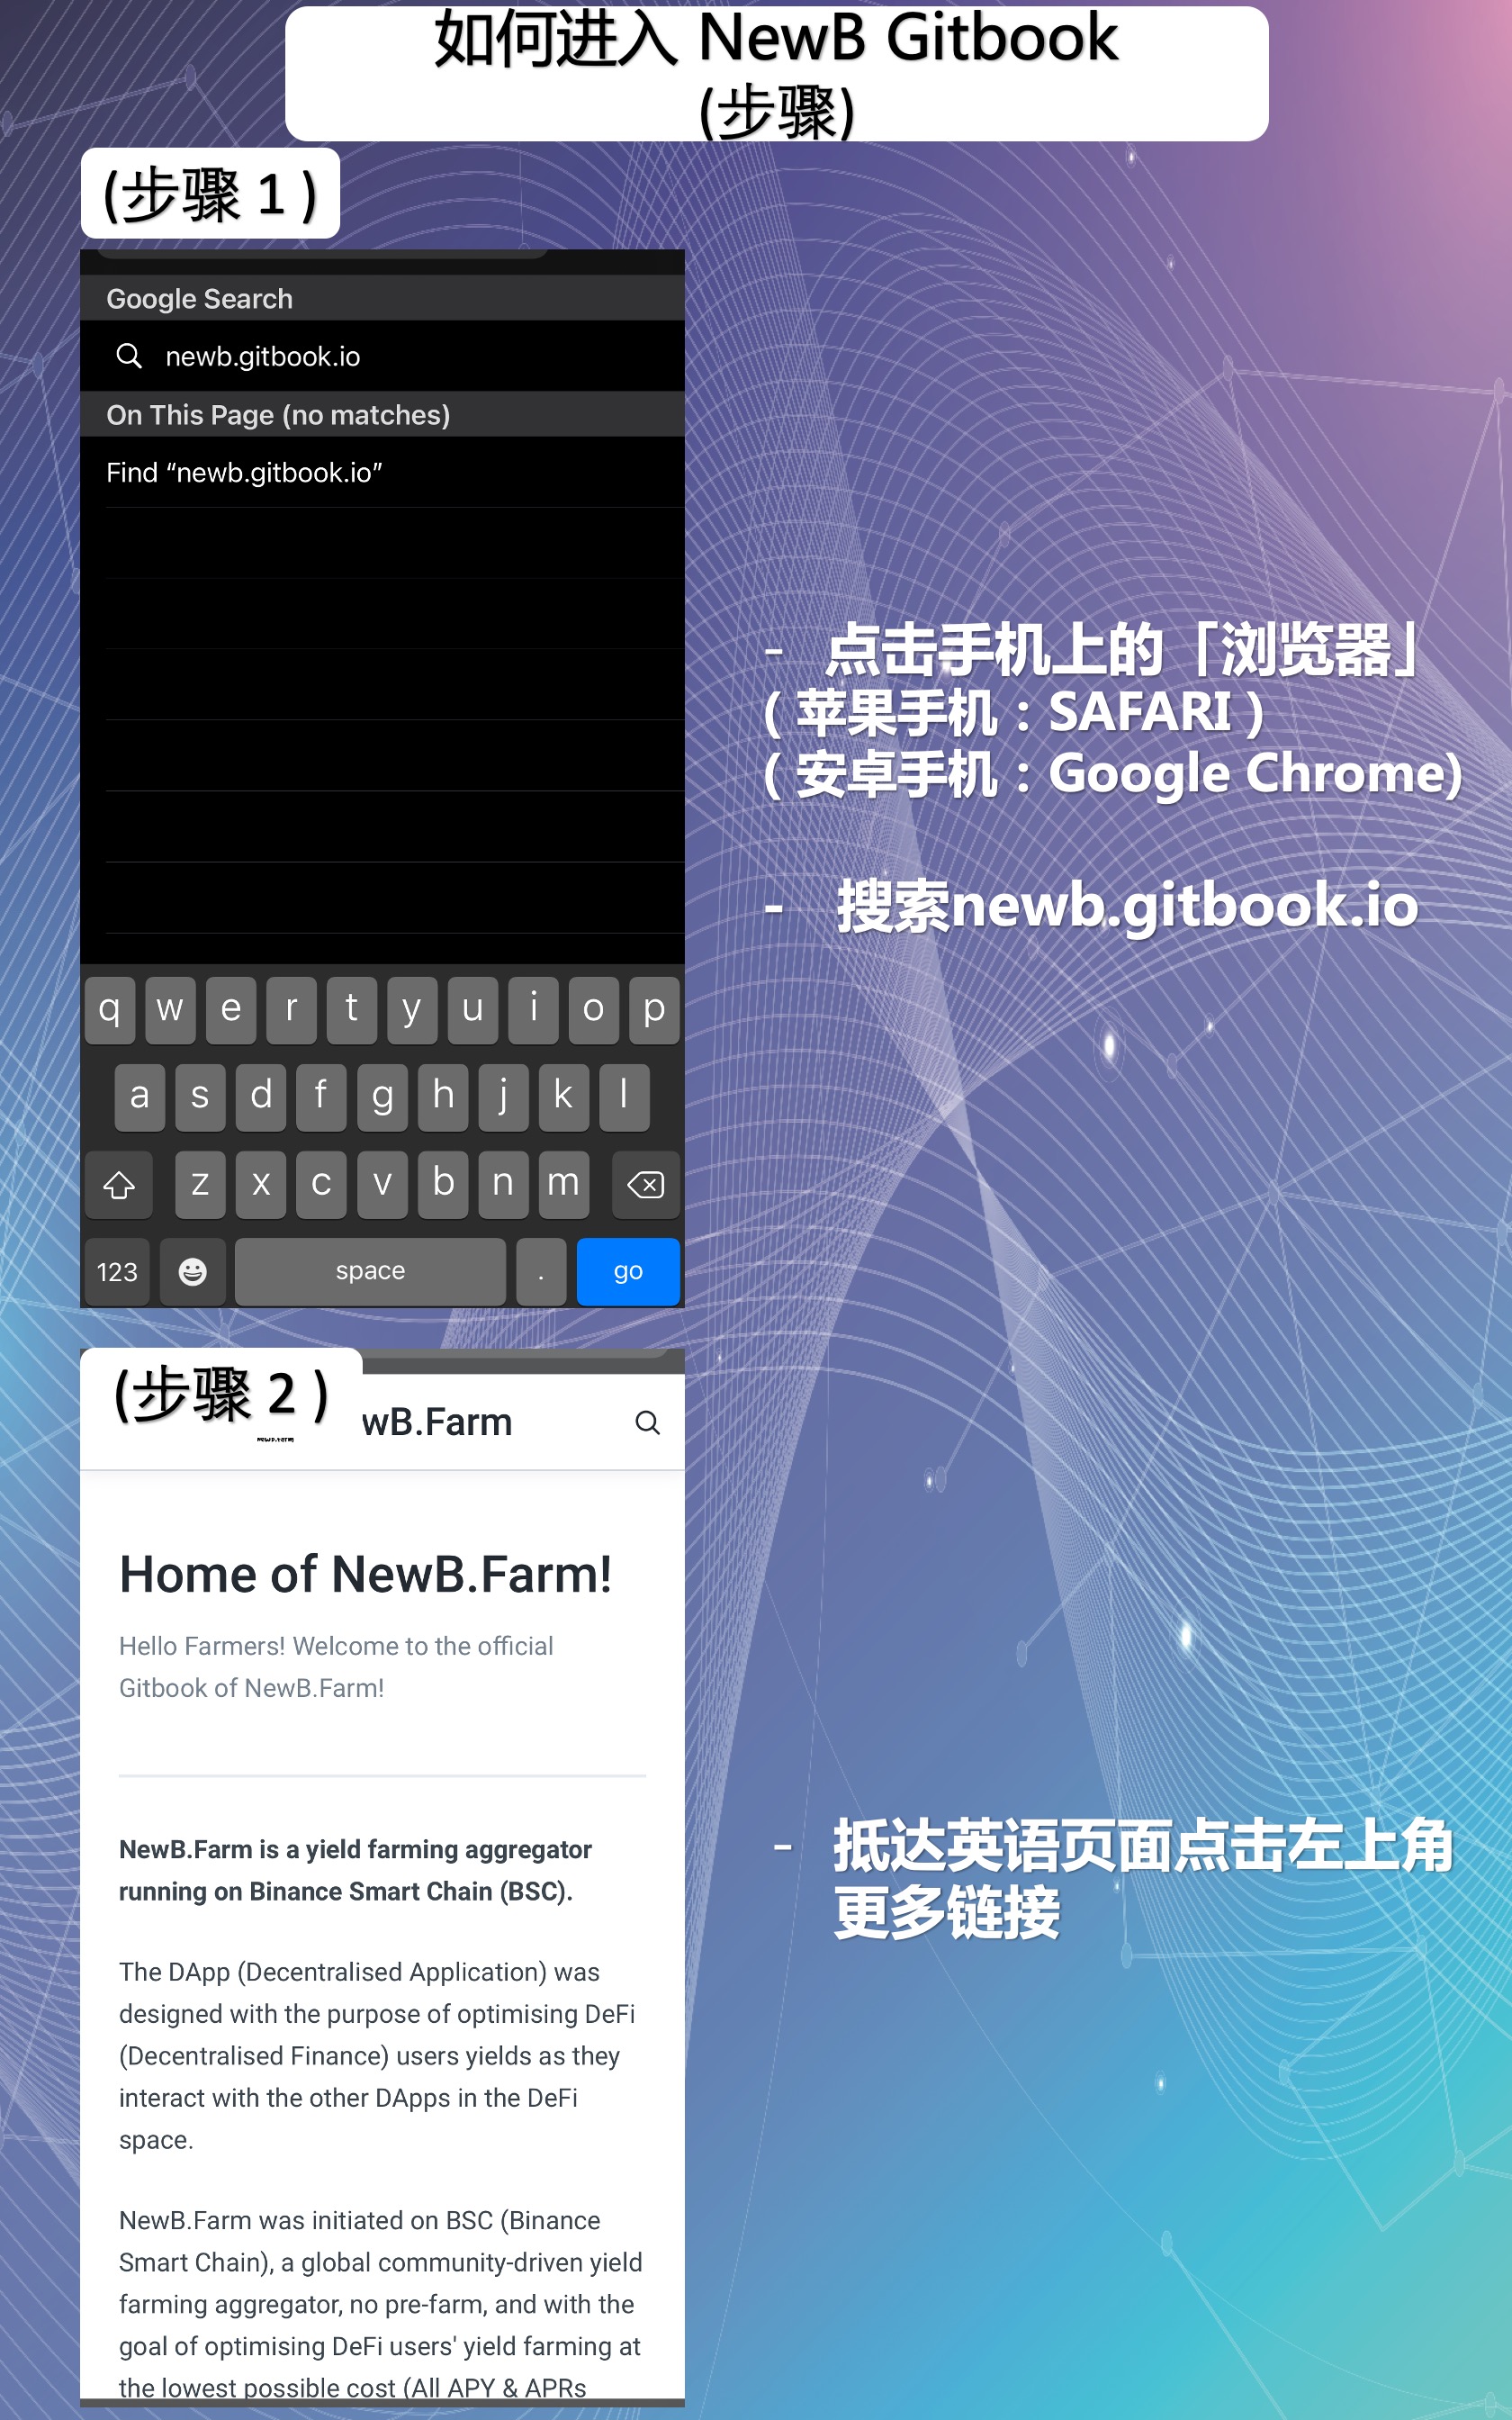 如何进入 NewB Gitbook
(步骤)
(步骤 1 )
Google Search
newb.gitbook.io
On This Page (no matches)
Find “newb.gitbook.io”
- 点击手机上的「浏览器」
( 苹果手机：SAFARI )
( 安卓手机：Google Chrome)
- 搜索newb.gitbook.io
q w e r t y u i o p
a s d f g h j k l
z x c v b n m
123 space . go
(步骤 2 )
wB.Farm
Home of NewB.Farm!
Hello Farmers! Welcome to the official
Gitbook of NewB.Farm!
NewB.Farm is a yield farming aggregator
running on Binance Smart Chain (BSC).
The DApp (Decentralised Application) was
designed with the purpose of optimising DeFi
(Decentralised Finance) users yields as they
interact with the other DApps in the DeFi
space.
NewB.Farm was initiated on BSC (Binance
Smart Chain), a global community-driven yield
farming aggregator, no pre-farm, and with the
goal of optimising DeFi users' yield farming at
the lowest possible cost (All APY & APRs
- 抵达英语页面点击左上角
更多链接